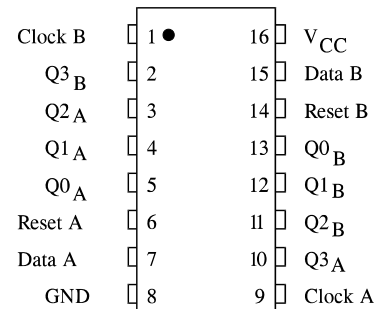 Clock B 1 16 VCC
Q3B 2 15 Data B
Q2A 3 14 Reset B
Q1A 4 13 Q0B
Q0A 5 12 Q1B
Reset A 6 11 Q2B
Data A 7 10 Q3A
GND 8 9 Clock A